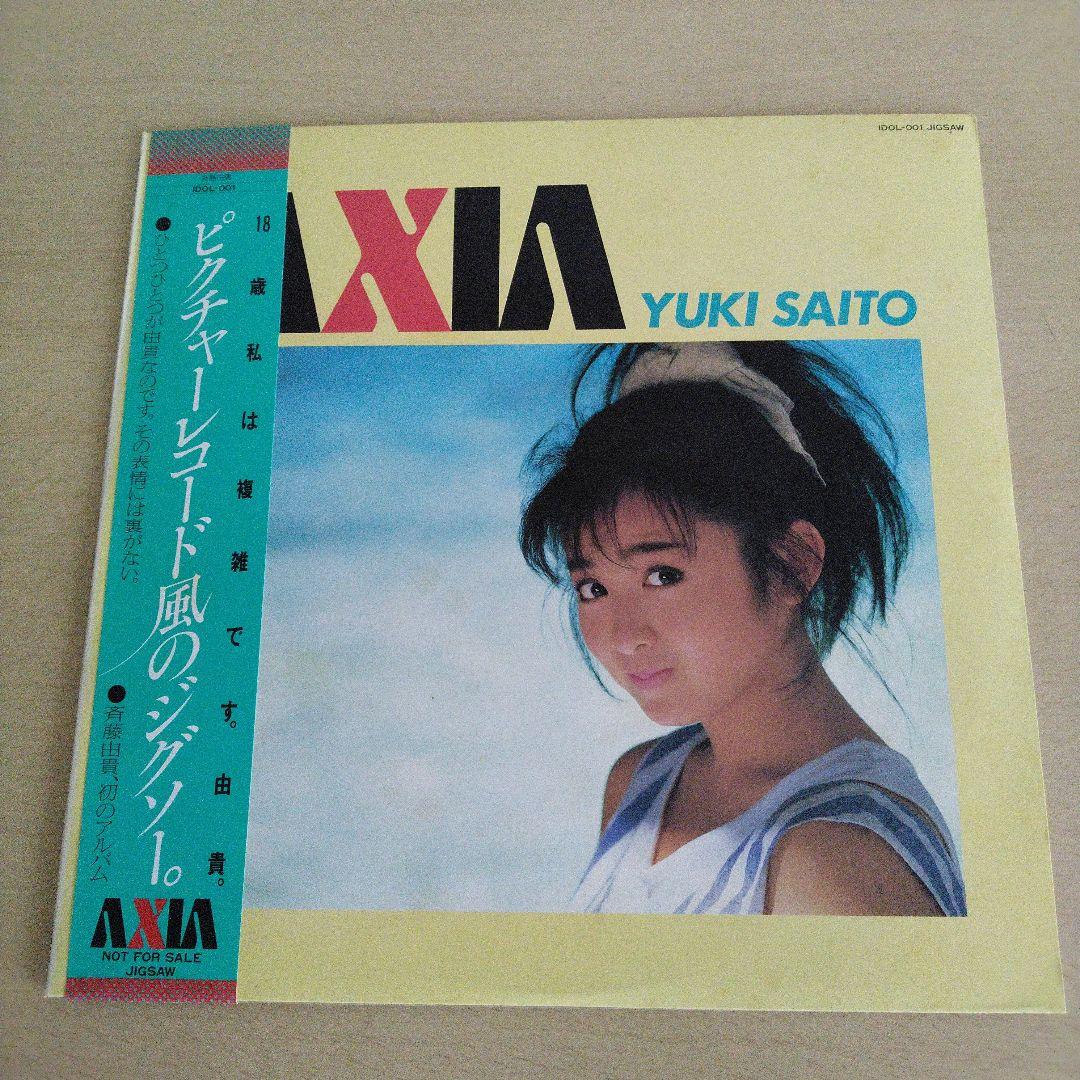 IDOL-001 JIGSAW
AXIA
YUKI SAITO
IDOL-001
18歳私は複雑です。由貴。
ピクチャーレコード風のジグソー。
●ひとつひとつが由貴なのです。その表情には裏がない。
●斉藤由貴、初のアルバム
AXIA
NOT FOR SALE
JIGSAW